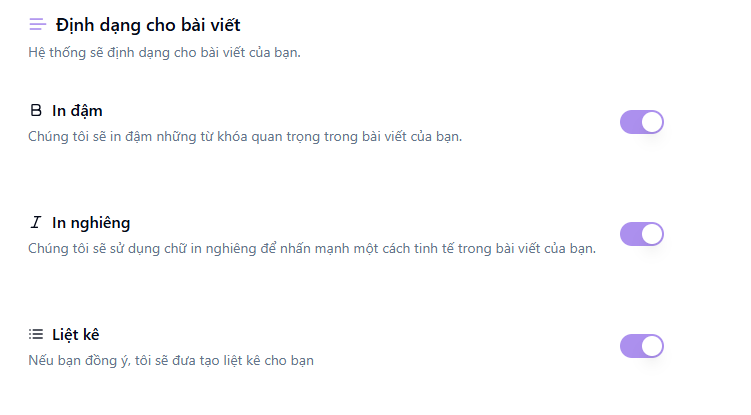 Định dạng cho bài viết
Hệ thống sẽ định dạng cho bài viết của bạn.
B In đậm
Chúng tôi sẽ in đậm những từ khóa quan trọng trong bài viết của bạn.
I In nghiêng
Chúng tôi sẽ sử dụng chữ in nghiêng để nhấn mạnh một cách tinh tế trong bài viết của bạn.
Liệt kê
Nếu bạn đồng ý, tôi sẽ đưa tạo liệt kê cho bạn